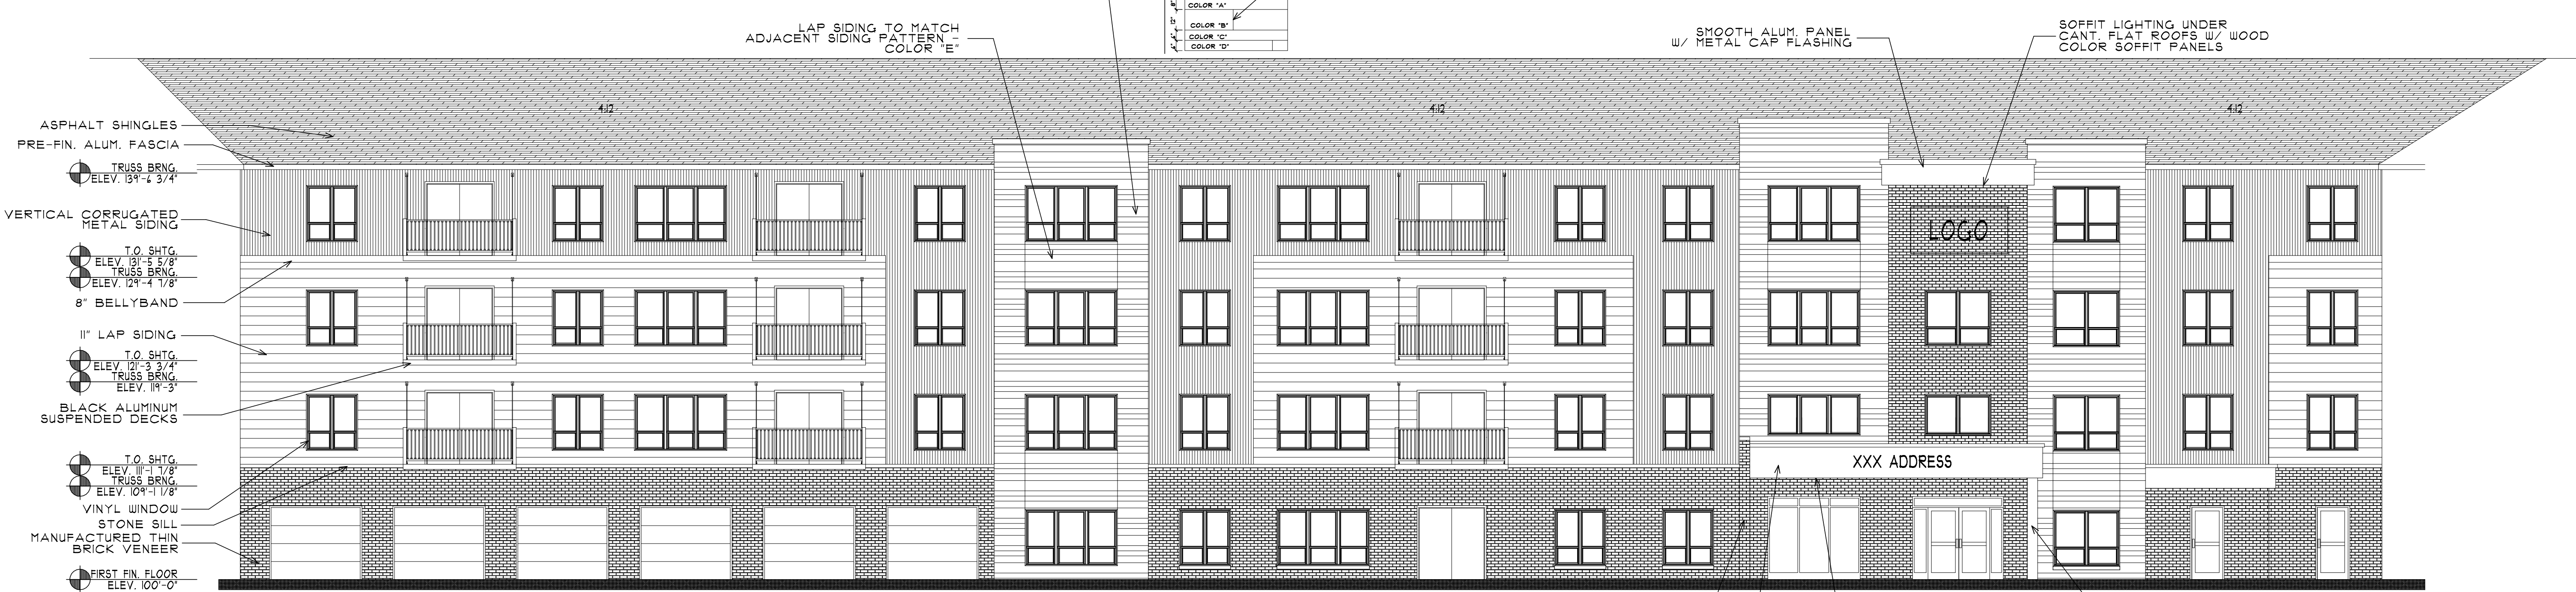 8"
COLOR "A"
12"
COLOR "B"
4"
COLOR "C"
4"
COLOR "D"
LAP SIDING TO MATCH
ADJACENT SIDING PATTERN -
COLOR "E"
SMOOTH ALUM. PANEL
W/ METAL CAP FLASHING
SOFFIT LIGHTING UNDER
CANT. FLAT ROOFS W/ WOOD
COLOR SOFFIT PANELS
4:12
4:12
4:12
ASPHALT SHINGLES
PRE-FIN. ALUM. FASCIA
TRUSS BRNG.
ELEV. 139'-6 3/4"
VERTICAL CORRUGATED
METAL SIDING
T.O. SHTG.
ELEV. 131'-5 5/8"
TRUSS BRNG.
ELEV. 129'-4 7/8"
8" BELLYBAND
11" LAP SIDING
T.O. SHTG.
ELEV. 121'-3 3/4"
TRUSS BRNG.
ELEV. 119'-3"
BLACK ALUMINUM
SUSPENDED DECKS
T.O. SHTG.
ELEV. 111'-1 7/8"
TRUSS BRNG.
ELEV. 109'-1 1/8"
VINYL WINDOW
STONE SILL
MANUFACTURED THIN
BRICK VENEER
FIRST FIN. FLOOR
ELEV. 100'-0"
LOGO
XXX ADDRESS